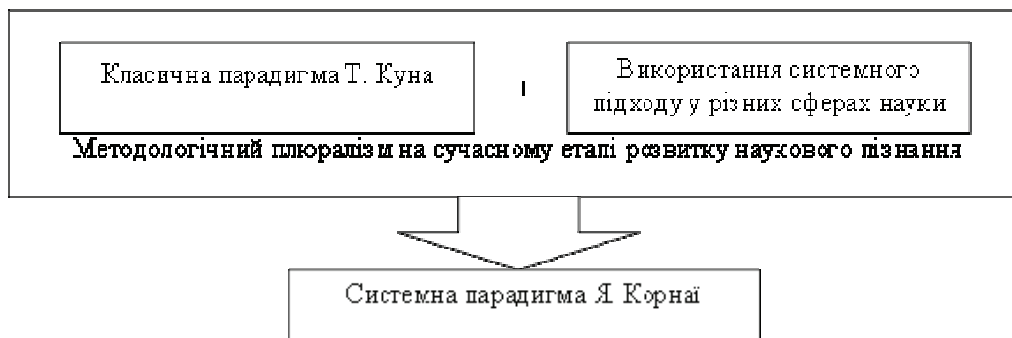 Класична парадигма Т. Куна
Використання системного
підходу у різних сферах науки
Методологічний плюралізм на сучасному етапі розвитку наукового пізнання
Системна парадигма Я. Корнаї